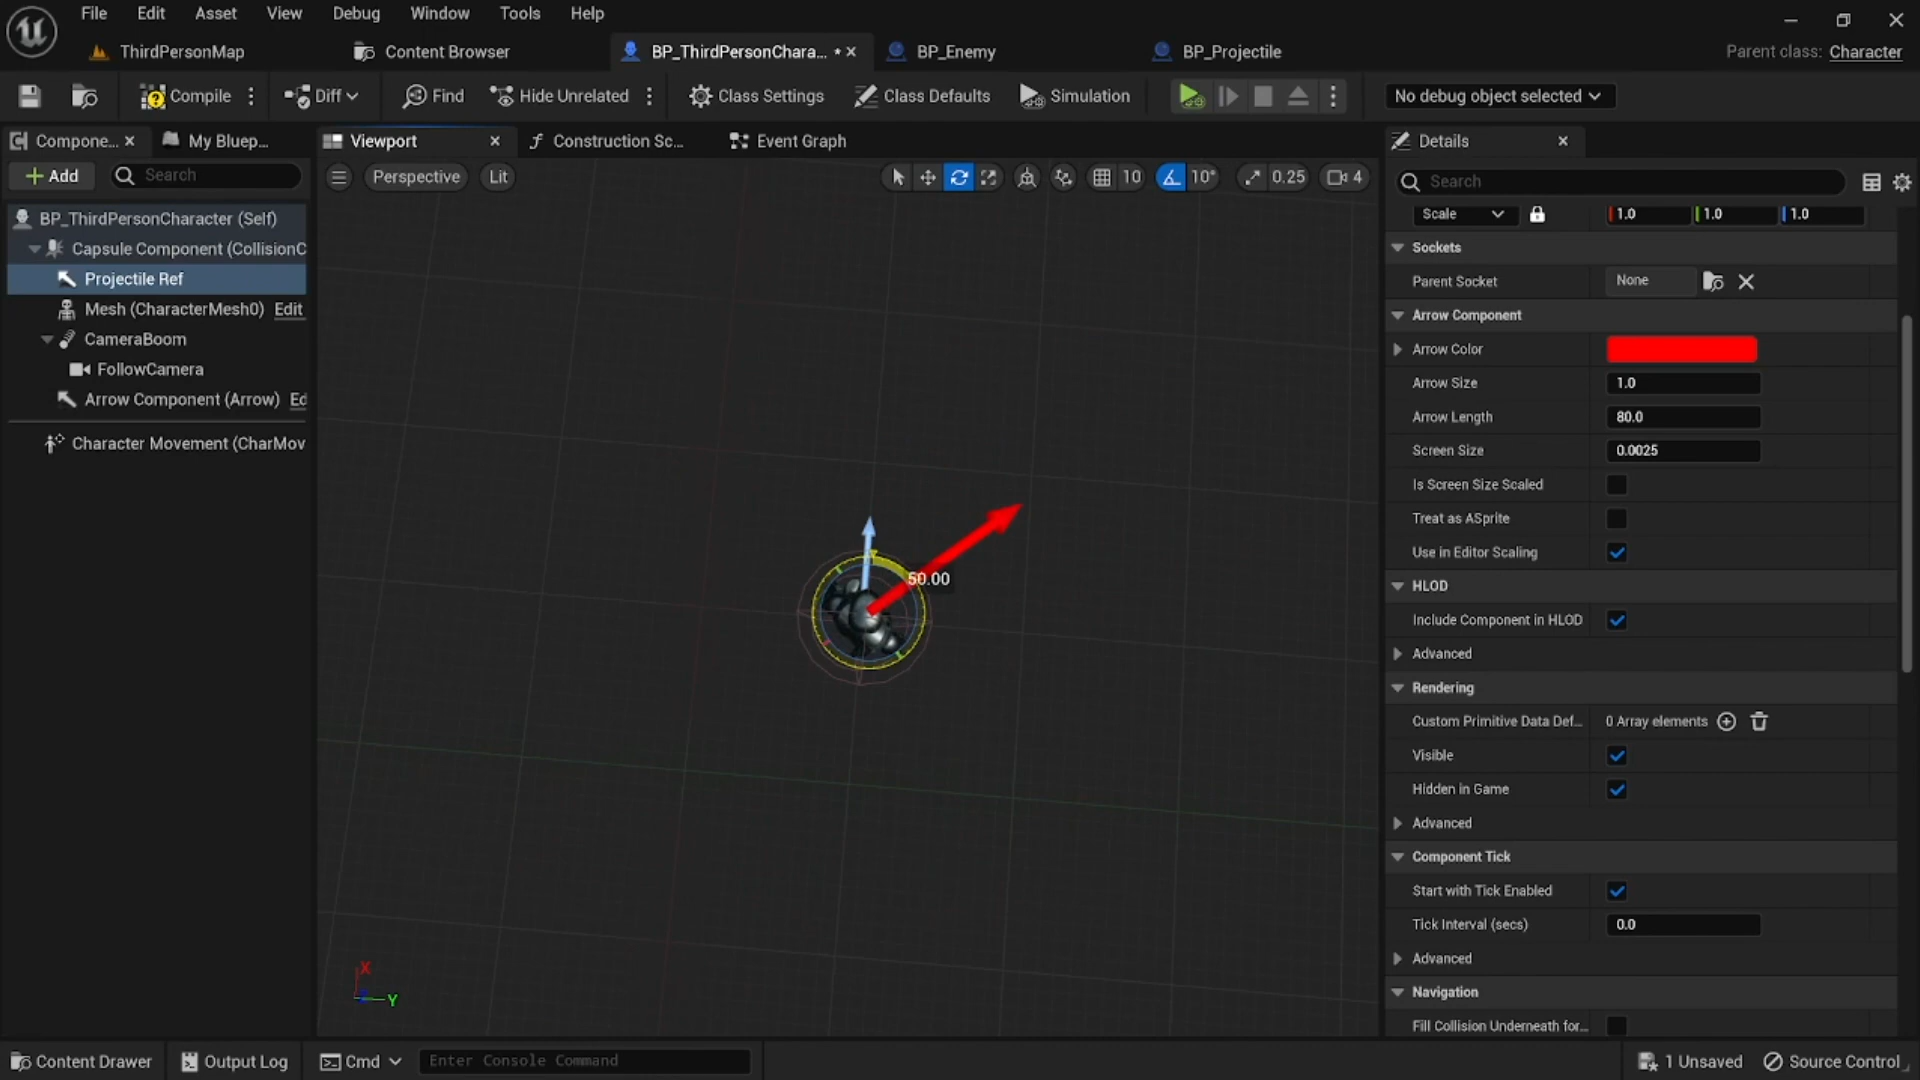 File Edit Asset View Debug Window Tools Help
ThirdPersonMap Content Browser BP_ThirdPersonChara... * BP_Enemy BP_Projectile Parent class: Character
Compile Diff Find Hide Unrelated Class Settings Class Defaults Simulation No debug object selected
Compone... My Bluep... Viewport Construction Sc... Event Graph Details
Add Search Perspective Lit 10 10° 0.25 4 Search
Scale 1.0 1.0 1.0
BP_ThirdPersonCharacter (Self)
Capsule Component (CollisionC
Projectile Ref
Mesh (CharacterMesh0) Edit
CameraBoom
FollowCamera
Arrow Component (Arrow) Ed
Character Movement (CharMov
50.00
X
Y
Sockets
Parent Socket None
Arrow Component
Arrow Color
Arrow Size 1.0
Arrow Length 80.0
Screen Size 0.0025
Is Screen Size Scaled
Treat as ASprite
Use in Editor Scaling
HLOD
Include Component in HLOD
Advanced
Rendering
Custom Primitive Data Def... 0 Array elements
Visible
Hidden in Game
Advanced
Component Tick
Start with Tick Enabled
Tick Interval (secs) 0.0
Advanced
Navigation
Fill Collision Underneath for...
Content Drawer Output Log Cmd Enter Console Command 1 Unsaved Source Control